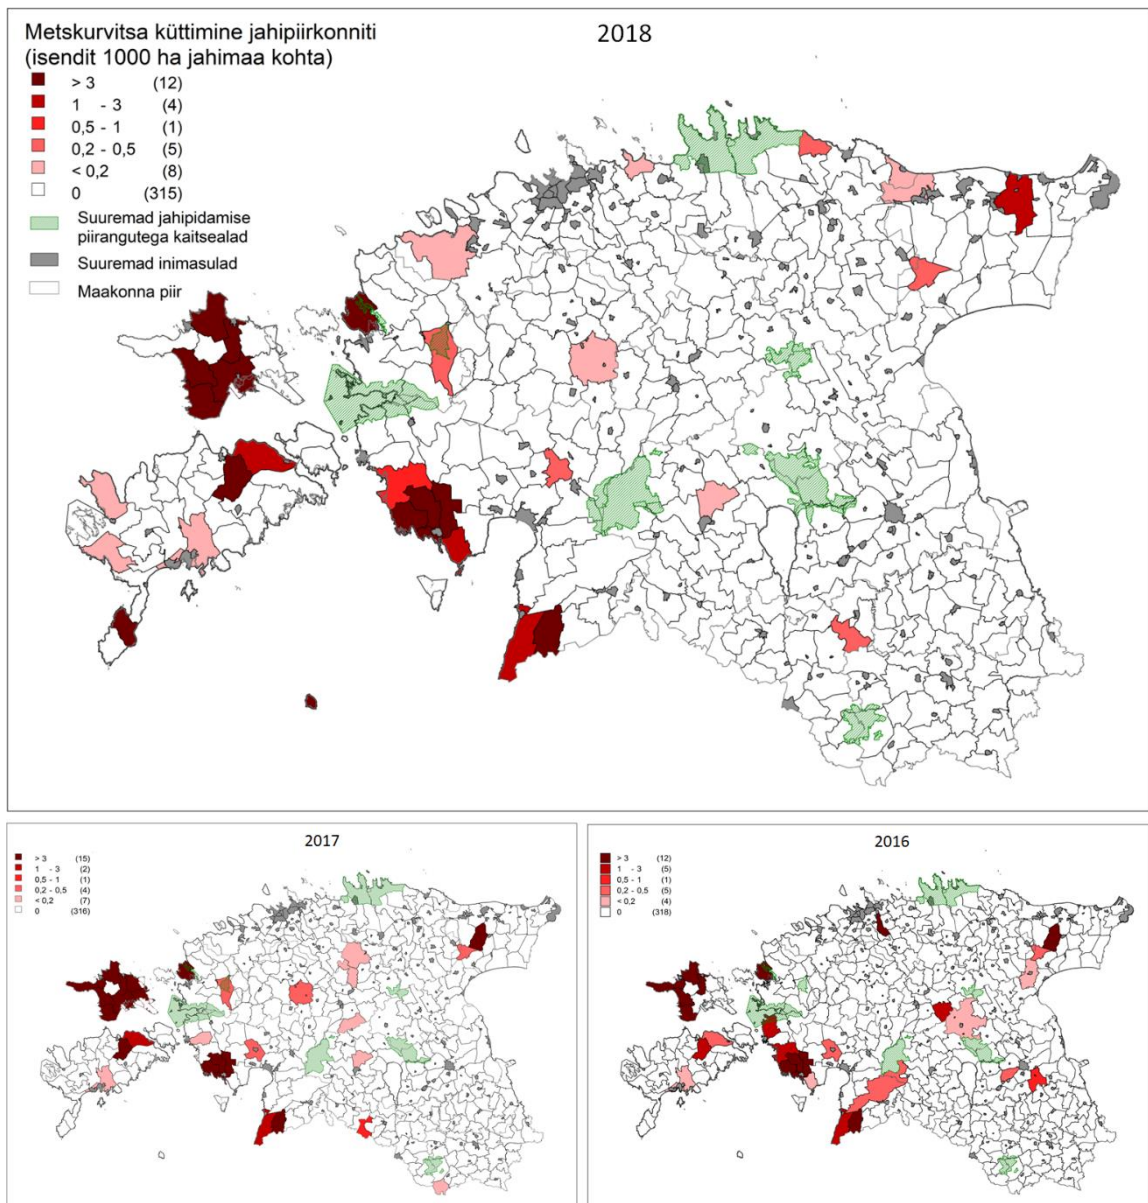 Metskurvitsa küttimine jahipiirkonniti
(isendit 1000 ha jahimaa kohta)
2018
> 3 (12)
1 - 3 (4)
0,5 - 1 (1)
0,2 - 0,5 (5)
< 0,2 (8)
0 (315)
Suuremad jahipidamise
piirangutega kaitsealad
Suuremad inimasulad
Maakonna piir
2017
> 3 (15)
1 - 3 (2)
0,5 - 1 (1)
0,2 - 0,5 (4)
< 0,2 (7)
0 (316)
2016
> 3 (12)
1 - 3 (5)
0,5 - 1 (1)
0,2 - 0,5 (5)
< 0,2 (4)
0 (318)